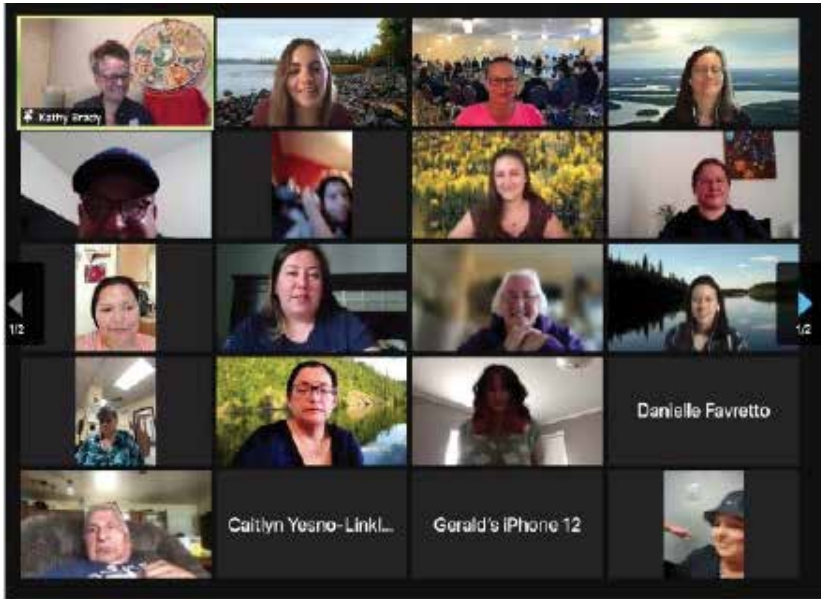 Kathy Brady
1/2
1/2
Danielle Favretto
Caitlyn Yesno-Linkl...
Gerald's iPhone 12